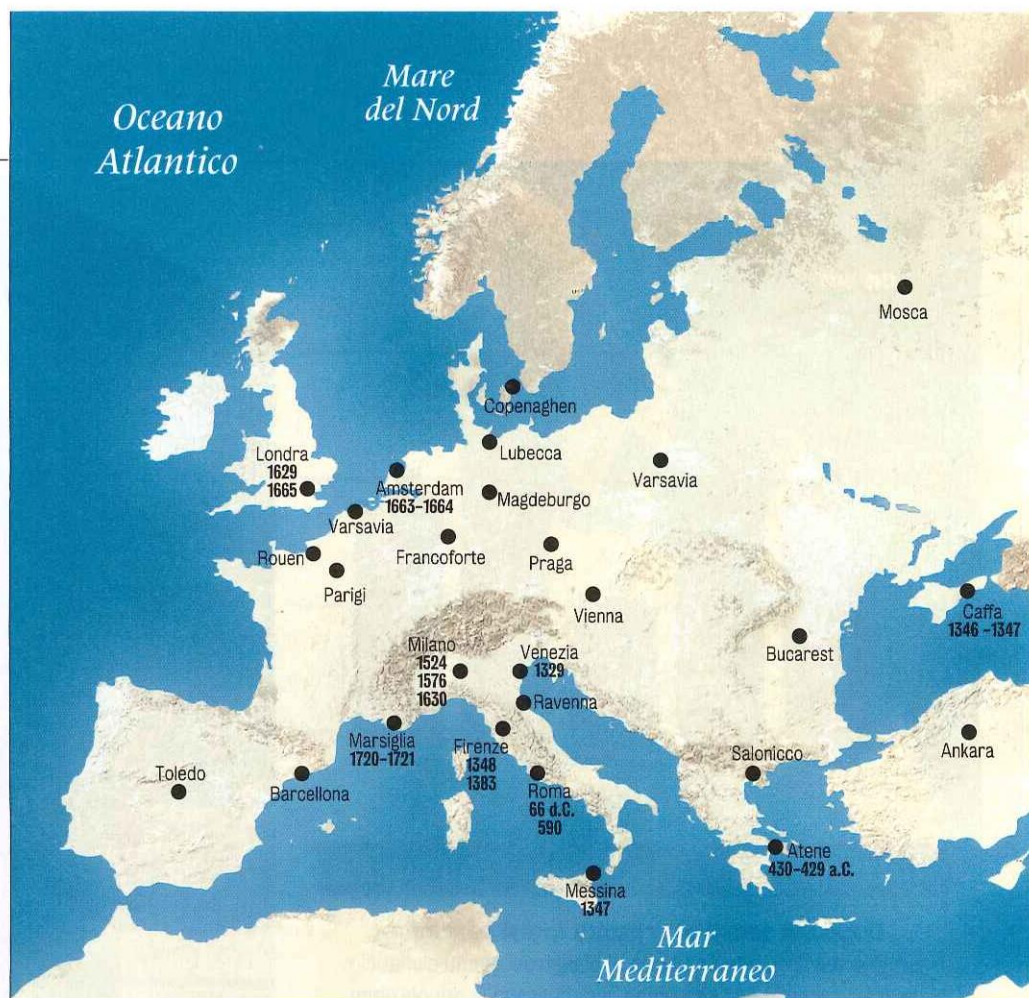 Mare
del Nord
Oceano
Atlantico
Mosca
Copenaghen
Lubecca
Londra
1629
1665
Amsterdam
1663–1664
Magdeburgo
Varsavia
Varsavia
Rouen
Francoforte
Praga
Parigi
Vienna
Caffa
1346 –1347
Bucarest
Milano
1524
1576
1630
Venezia
1329
Ravenna
Marsiglia
1720–1721
Firenze
1348
1383
Ankara
Salonicco
Toledo
Barcellona
Roma
66 d.C.
590
Atene
430–429 a.C.
Messina
1347
Mar
Mediterraneo